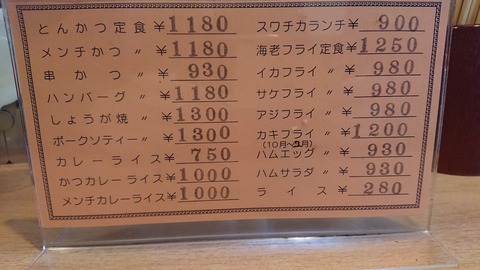 とんかつ定食 ¥1180
メンチかつ 〃 ¥1180
串かつ 〃 ¥930
ハンバーグ 〃 ¥1180
しょうが焼 〃 ¥1300
ポークソティー 〃 ¥1300
カレーライス ¥750
かつカレーライス ¥1000
メンチカレーライス ¥1000
スワチカランチ ¥900
海老フライ定食 ¥1250
イカフライ 〃 ¥980
サケフライ 〃 ¥980
アジフライ 〃 ¥980
カキフライ 〃 ¥1200
(10月〜2月)
ハムエッグ 〃 ¥930
ハムサラダ 〃 ¥930
ライス ¥280